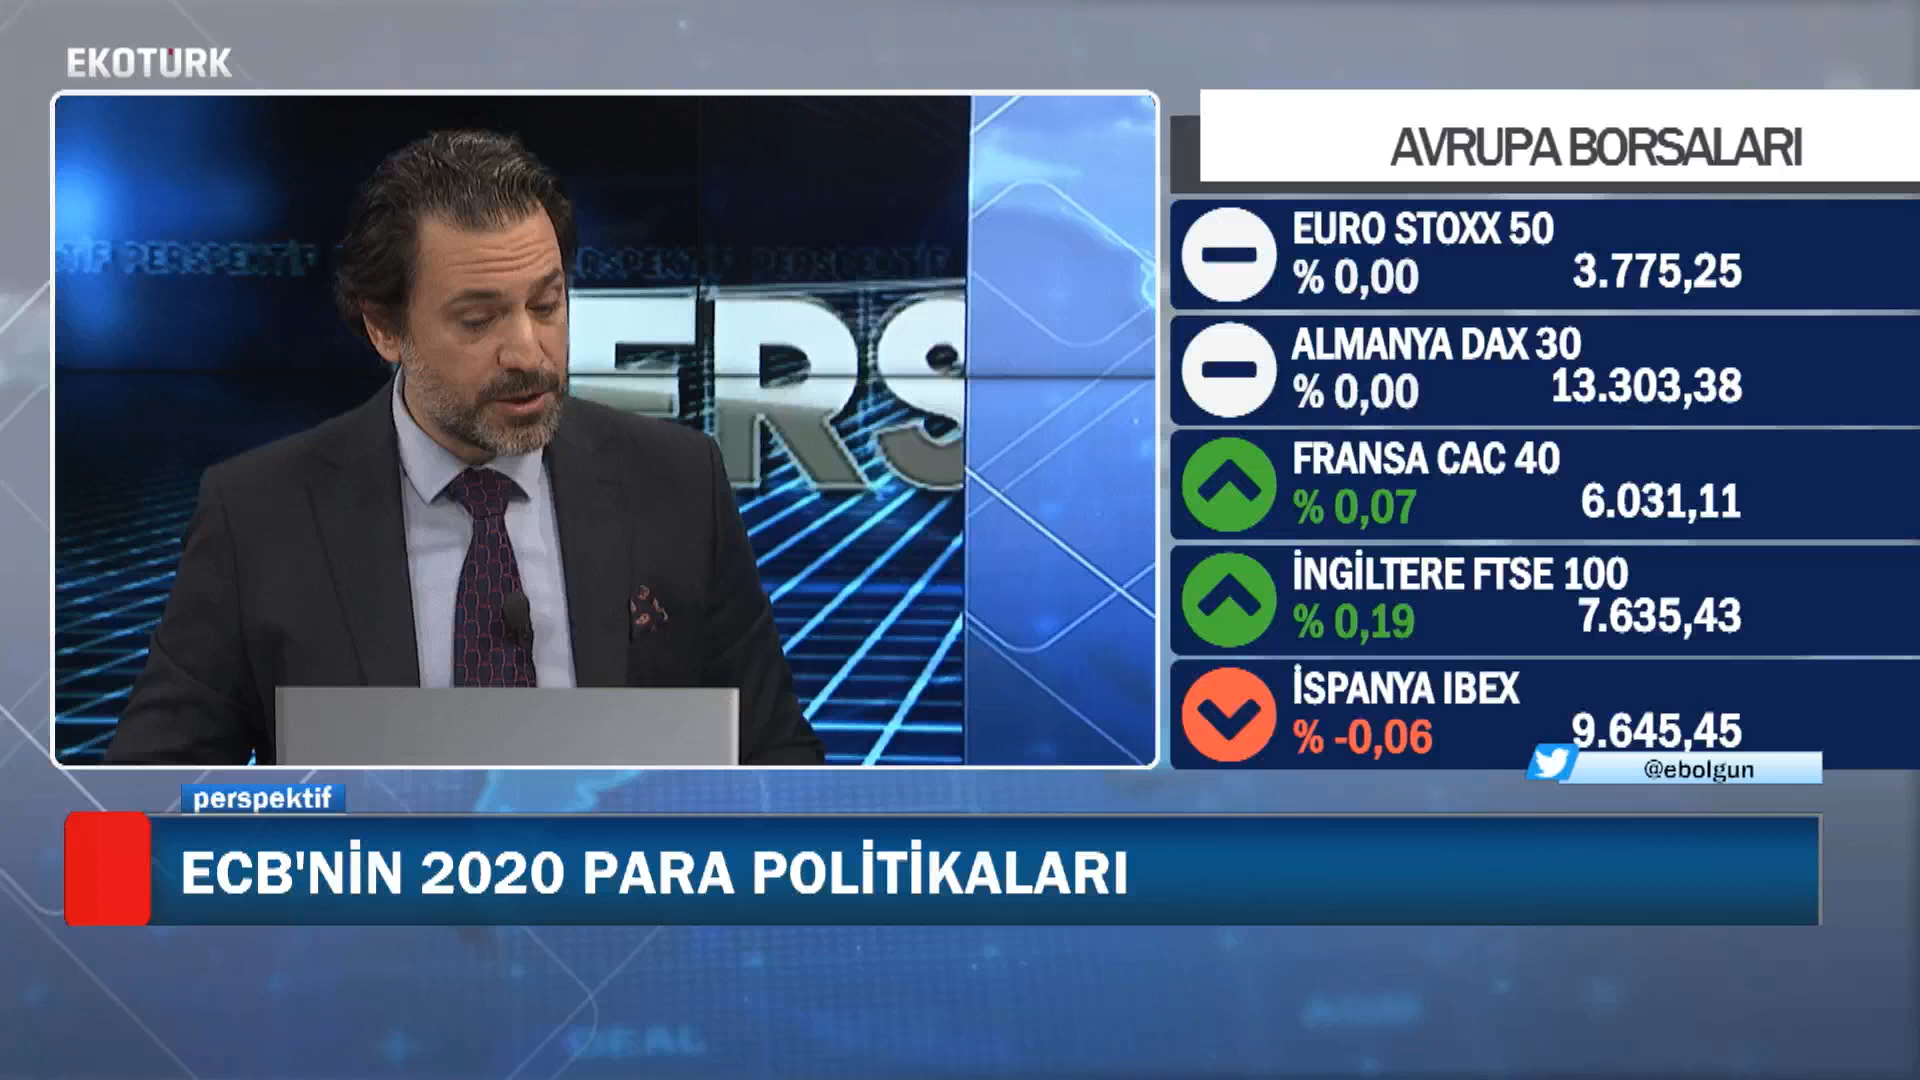 EKOTÜRK
PERSPEKTİF
ERS
AVRUPA BORSALARI
EURO STOXX 50
% 0,00
3.775,25
ALMANYA DAX 30
% 0,00
13.303,38
FRANSA CAC 40
% 0,07
6.031,11
İNGİLTERE FTSE 100
% 0,19
7.635,43
İSPANYA IBEX
% -0,06
9.645,45
@ebolgun
perspektif
ECB'NİN 2020 PARA POLİTİKALARI